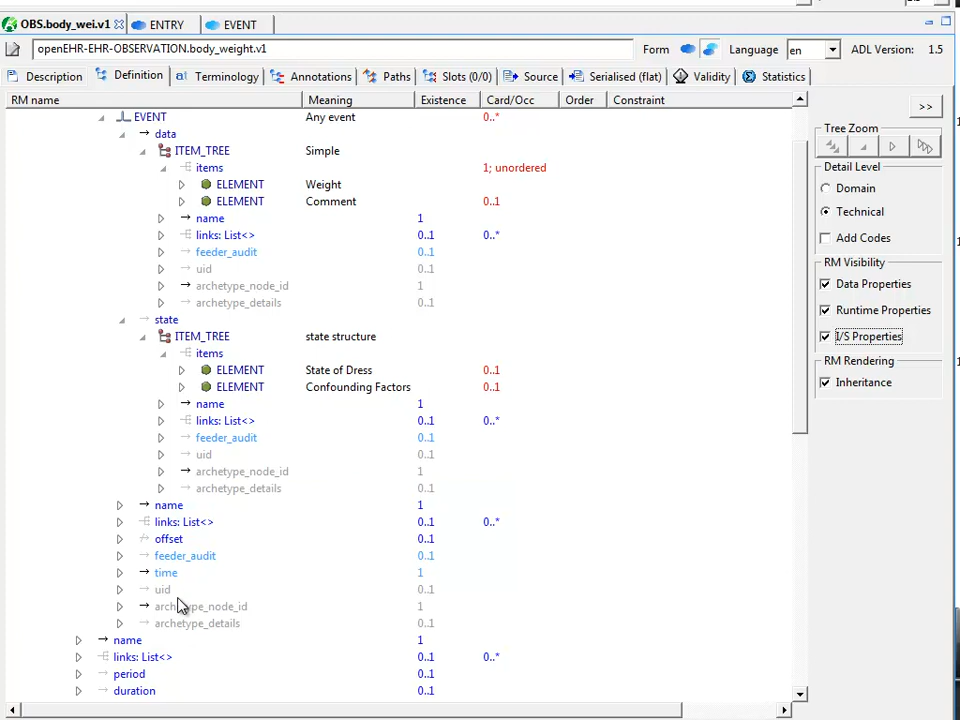 OBS.body_wei.v1 ENTRY EVENT
openEHR-EHR-OBSERVATION.body_weight.v1 Form Language en ADL Version: 1.5
Description Definition Terminology Annotations Paths Slots (0/0) Source Serialised (flat) Validity Statistics
RM name Meaning Existence Card/Occ Order Constraint
EVENT Any event 0..*
data
ITEM_TREE Simple
items 1; unordered
ELEMENT Weight
ELEMENT Comment 0..1
name 1
links: List<> 0..1 0..*
feeder_audit 0..1
uid 0..1
archetype_node_id 1
archetype_details 0..1
state
ITEM_TREE state structure
items
ELEMENT State of Dress 0..1
ELEMENT Confounding Factors 0..1
name 1
links: List<> 0..1 0..*
feeder_audit 0..1
uid 0..1
archetype_node_id 1
archetype_details 0..1
name 1
links: List<> 0..1 0..*
offset 0..1
feeder_audit 0..1
time 1
uid 0..1
archetype_node_id 1
archetype_details 0..1
name 1
links: List<> 0..1 0..*
period 0..1
duration 0..1
>>
Tree Zoom
Detail Level
Domain
Technical
Add Codes
RM Visibility
Data Properties
Runtime Properties
I/S Properties
RM Rendering
Inheritance